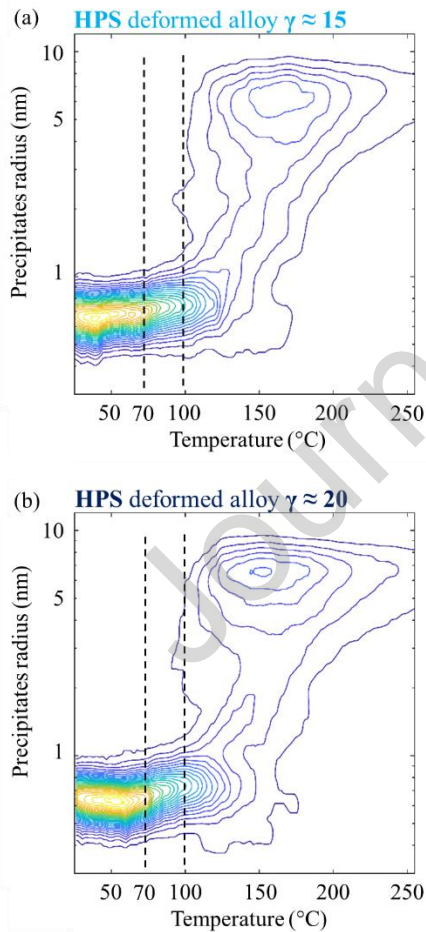 (a) HPS deformed alloy γ ≈ 15
Precipitates radius (nm)
10
5
1
50 70 100 150 200 250
Temperature (°C)
Journ
(b) HPS deformed alloy γ ≈ 20
Precipitates radius (nm)
10
5
1
50 70 100 150 200 250
Temperature (°C)